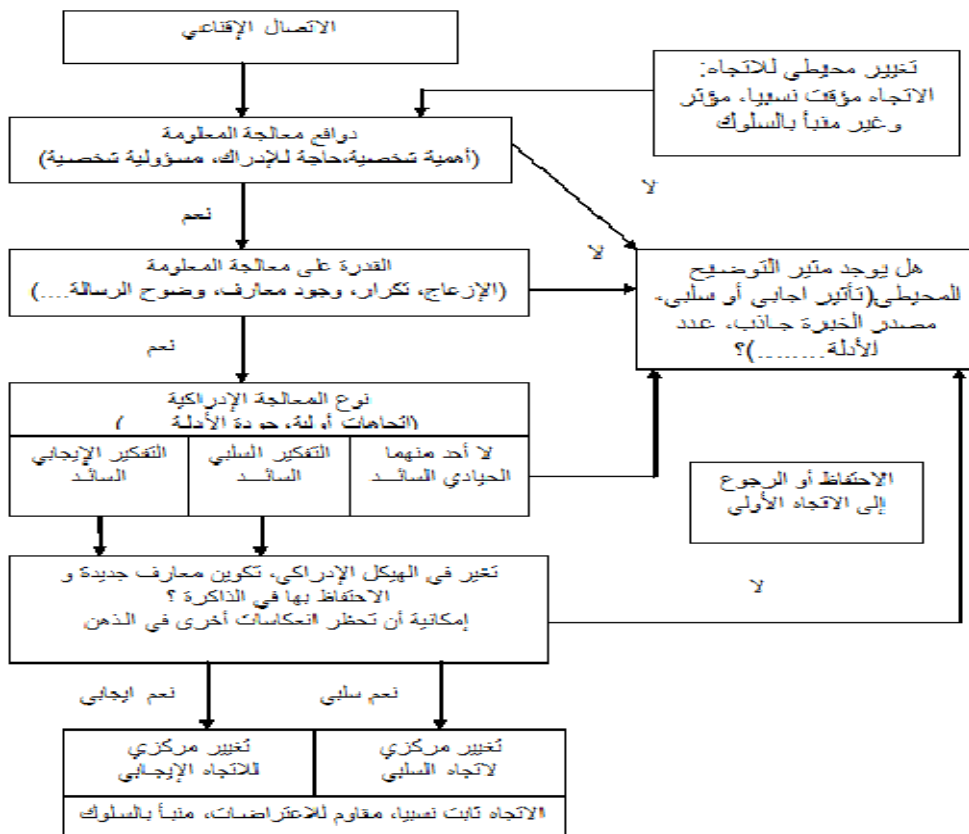 الاتصال الإقناعي
تغيير محيطي للاتجاه:
الاتجاه مؤقت نسبيا، مؤثر
وغير منبأ بالسلوك
دوافع معالجة المعلومة
(أهمية شخصية،حاجة للإدراك، مسؤولية شخصية)
لا
نعم
لا
القدرة على معالجة المعلومة
(الإزعاج، تكرار، وجود معارف، وضوح الرسالة....)
هل يوجد مثير التوضيح
المحيطي(تأثير اجابي أو سلبي،
مصدر الخبرة جاذب، عدد
الأدلة.........)؟
نعم
نوع المعالجة الإدراكية
(اتجاهات أولية، جودة الأدلة )
التفكير الإيجابي
السائد
التفكير السلبي
السائد
لا أحد منهما
الحيادي السائد
الاحتفاظ أو الرجوع
إلى الاتجاه الأولي
تغير في الهيكل الإدراكي، تكوين معارف جديدة و
الاحتفاظ بها في الذاكرة ؟
إمكانية أن تحظر انعكاسات أخرى في الذهن
لا
نعم ايجابي
نعم سلبي
تغيير مركزي
للاتجاه الإيجابي
تغيير مركزي
لاتجاه السلبي
الاتجاه ثابت نسبيا، مقاوم للاعتراضات، منبأ بالسلوك